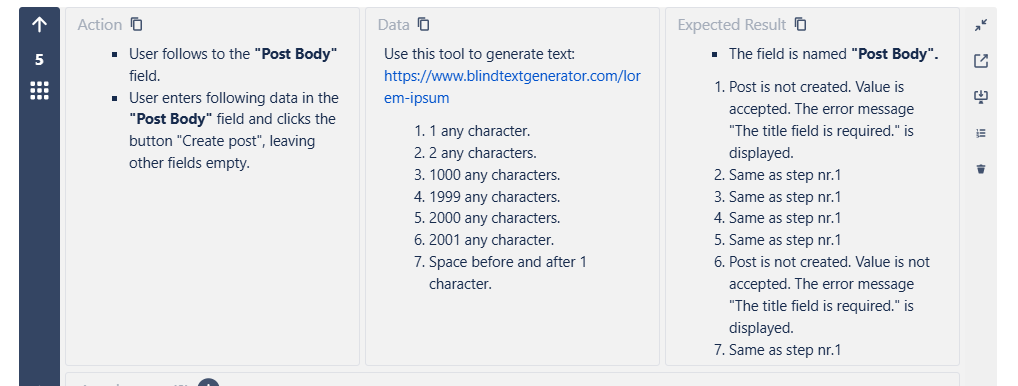 Action
Data
Expected Result
5
User follows to the "Post Body"
field.
User enters following data in the
"Post Body" field and clicks the
button "Create post", leaving
other fields empty.
Use this tool to generate text:
https://www.blindtextgenerator.com/lor
em-ipsum
1. 1 any character.
2. 2 any characters.
3. 1000 any characters.
4. 1999 any characters.
5. 2000 any characters.
6. 2001 any character.
7. Space before and after 1
character.
The field is named "Post Body".
1. Post is not created. Value is
accepted. The error message
"The title field is required." is
displayed.
2. Same as step nr.1
3. Same as step nr.1
4. Same as step nr.1
5. Same as step nr.1
6. Post is not created. Value is not
accepted. The error message
"The title field is required." is
displayed.
7. Same as step nr.1